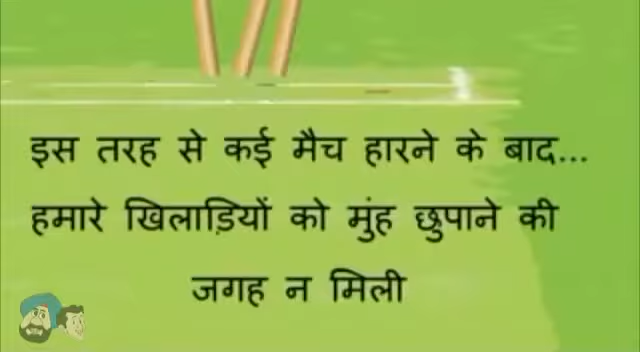 इस तरह से कई मैच हारने के बाद...
हमारे खिलाड़ियों को मुंह छुपाने की
जगह न मिली